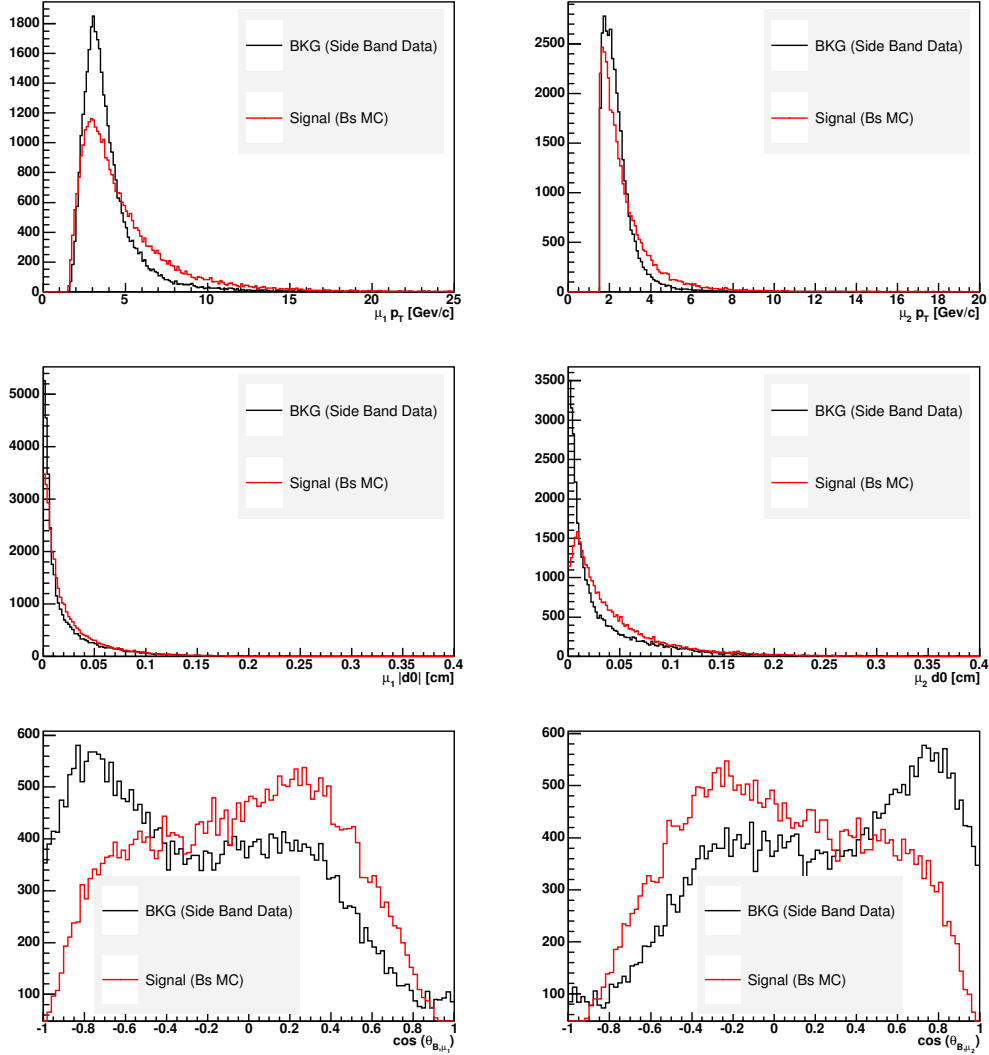 1800
1600
1400
1200
1000
800
600
400
200
0
BKG (Side Band Data)
Signal (Bs MC)
0 5 10 15 20 25
μ1 pT [Gev/c]
2500
2000
1500
1000
500
0
BKG (Side Band Data)
Signal (Bs MC)
0 2 4 6 8 10 12 14 16 18 20
μ2 pT [Gev/c]
5000
4000
3000
2000
1000
0
BKG (Side Band Data)
Signal (Bs MC)
0 0.05 0.1 0.15 0.2 0.25 0.3 0.35 0.4
μ1 |d0| [cm]
3500
3000
2500
2000
1500
1000
500
0
BKG (Side Band Data)
Signal (Bs MC)
0 0.05 0.1 0.15 0.2 0.25 0.3 0.35 0.4
μ2 d0 [cm]
600
500
400
300
200
100
BKG (Side Band Data)
Signal (Bs MC)
-1 -0.8 -0.6 -0.4 -0.2 0 0.2 0.4 0.6 0.8 1
cos (θB,μ1)
600
500
400
300
200
100
BKG (Side Band Data)
Signal (Bs MC)
-1 -0.8 -0.6 -0.4 -0.2 0 0.2 0.4 0.6 0.8 1
cos (θB,μ2)